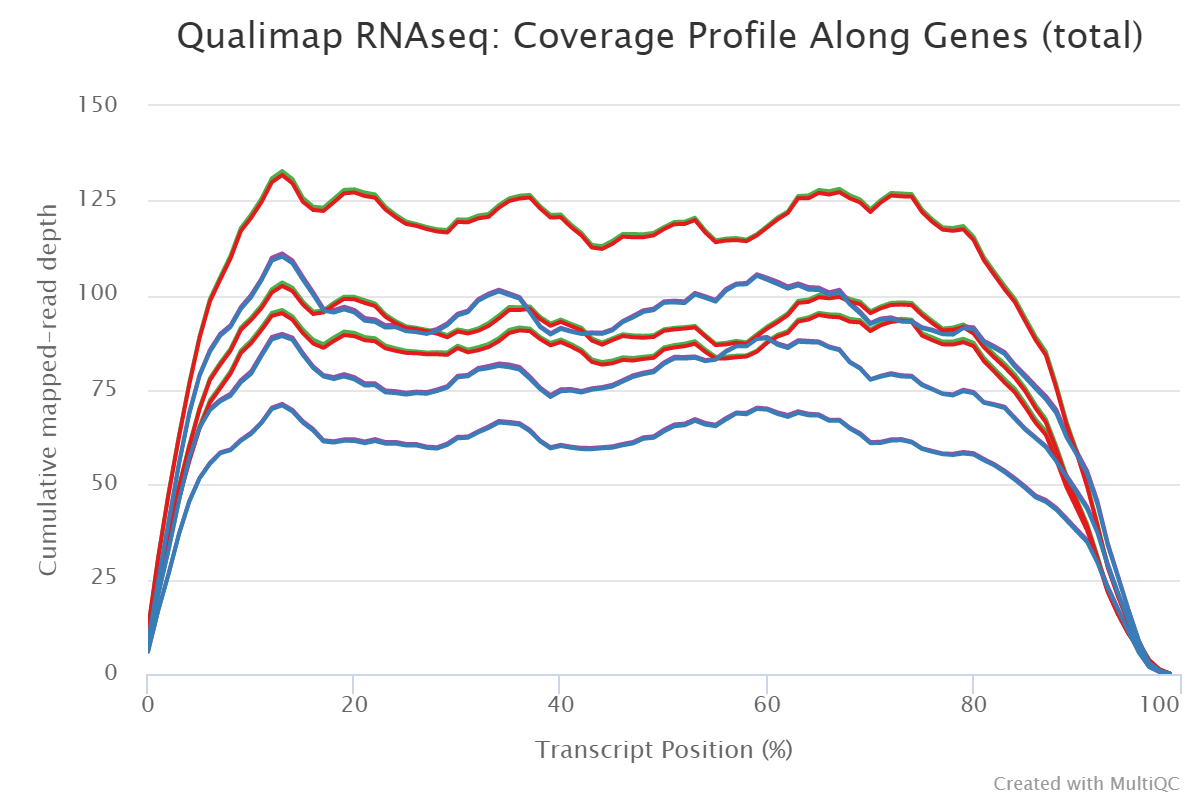 Qualimap RNAseq: Coverage Profile Along Genes (total)
150
125
100
75
50
25
0
Cumulative mapped-read depth
0 20 40 60 80 100
Transcript Position (%)
Created with MultiQC